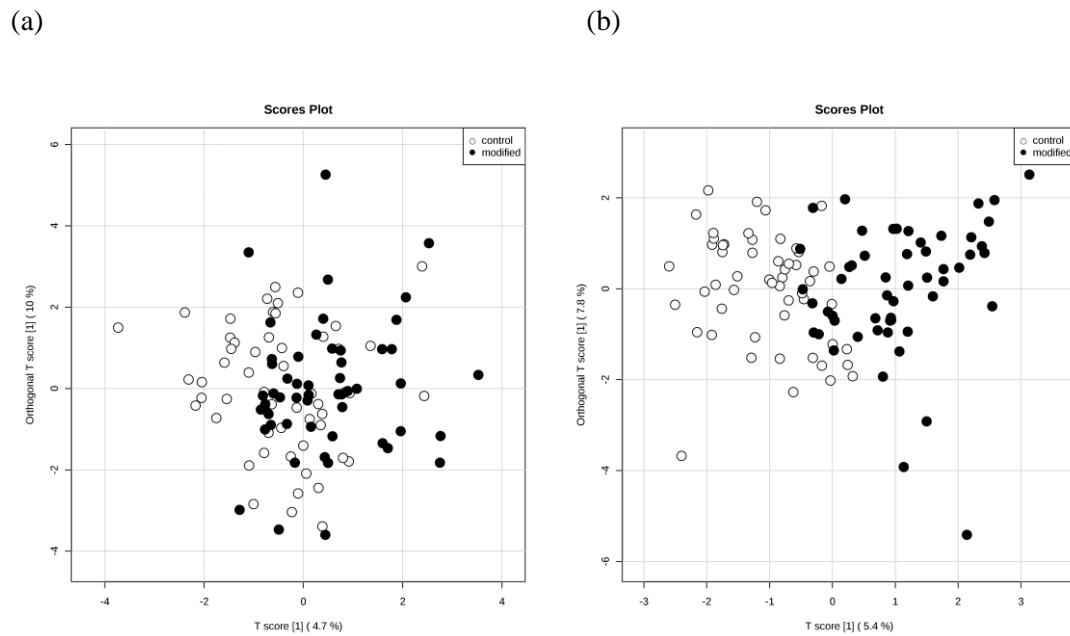 (a)
(b)
Scores Plot
control
modified
6
4
2
0
-2
-4
-4
-2
0
2
4
Orthogonal T score [1] ( 10 %)
T score [1] ( 4.7 %)
Scores Plot
control
modified
2
0
-2
-4
-6
-3
-2
-1
0
1
2
3
Orthogonal T score [1] ( 7.8 %)
T score [1] ( 5.4 %)